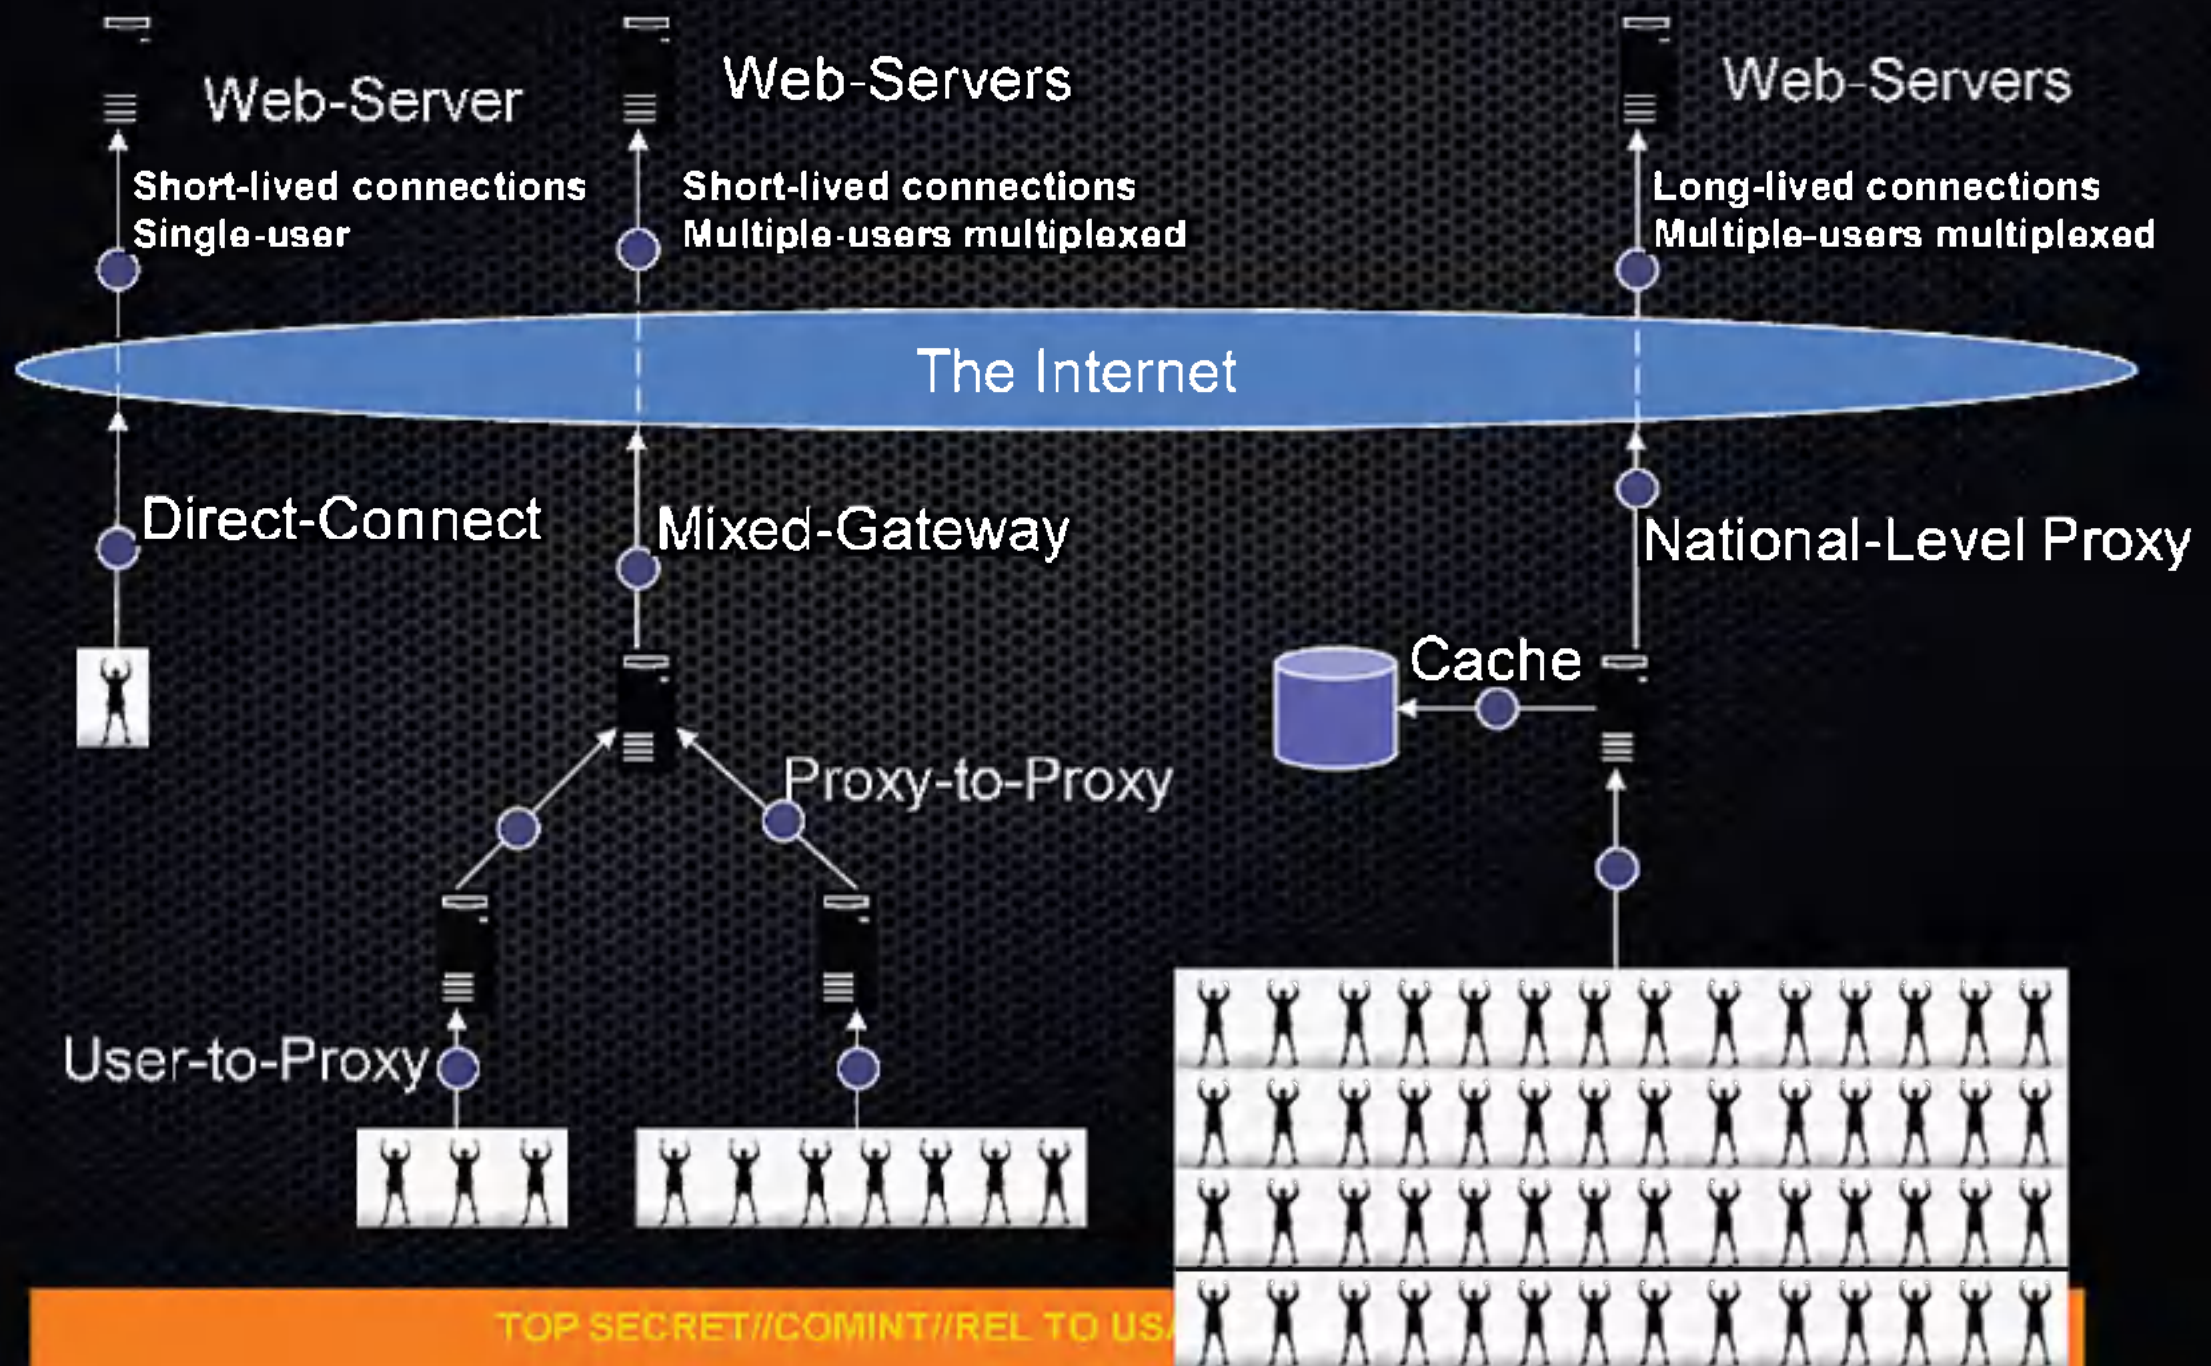 Web-Server
Web-Servers
Web-Servers
Short-lived connections
Single-user
Short-lived connections
Multiple-users multiplexed
Long-lived connections
Multiple-users multiplexed
The Internet
Direct-Connect
Mixed-Gateway
National-Level Proxy
Cache
Proxy-to-Proxy
User-to-Proxy
TOP SECRET//COMINT//REL TO USA